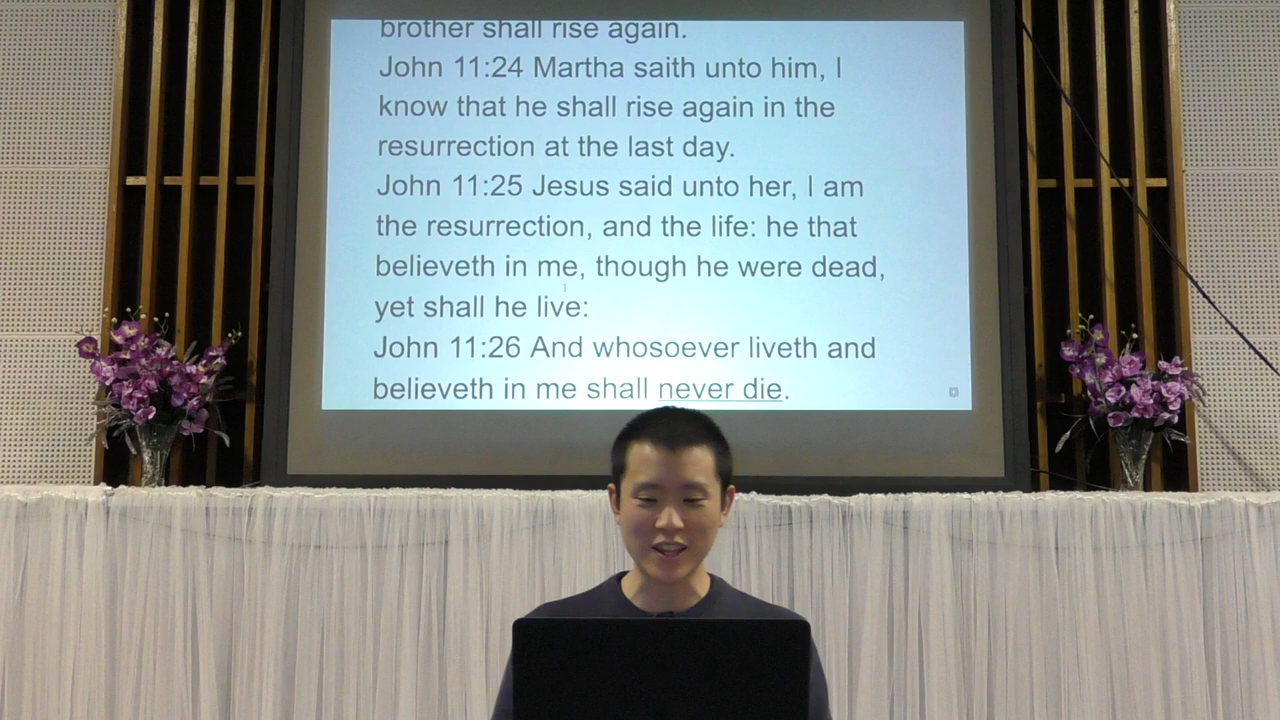 brother shall rise again.
John 11:24 Martha saith unto him, I
know that he shall rise again in the
resurrection at the last day.
John 11:25 Jesus said unto her, I am
the resurrection, and the life: he that
believeth in me, though he were dead,
yet shall he live:
John 11:26 And whosoever liveth and
believeth in me shall never die.